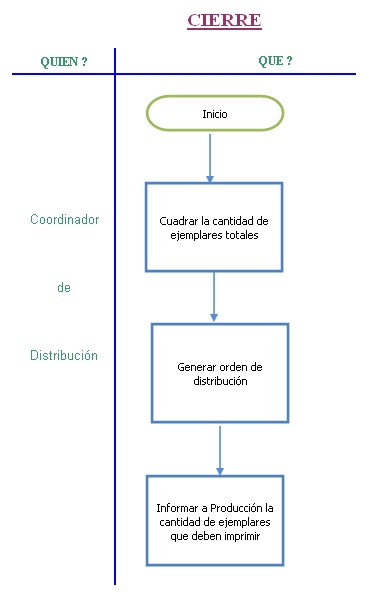 CIERRE
QUIEN ?
QUE ?
Inicio
Coordinador
de
Distribución
Cuadrar la cantidad de
ejemplares totales
Generar orden de
distribución
Informar a Producción la
cantidad de ejemplares
que deben imprimir